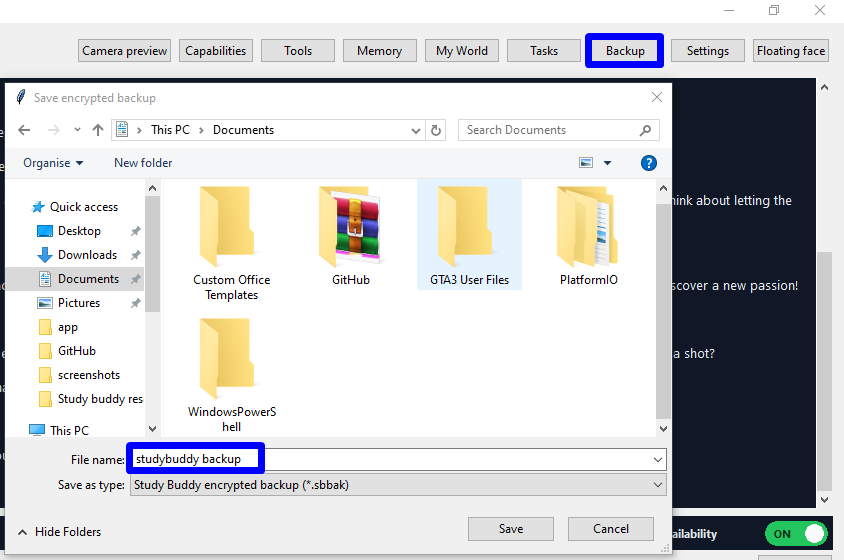 Camera preview
Capabilities
Tools
Memory
My World
Tasks
Backup
Settings
Floating face
Save encrypted backup
This PC > Documents
Search Documents
Organise
New folder
Quick access
Desktop
Downloads
Documents
Pictures
app
GitHub
screenshots
Study buddy res
This PC
Custom Office
Templates
GitHub
GTA3 User Files
PlatformIO
WindowsPowerS
hell
hink about letting the
scover a new passion!
a shot?
File name: studybuddy backup
Save as type: Study Buddy encrypted backup (*.sbbak)
Hide Folders
Save
Cancel
ailability
ON